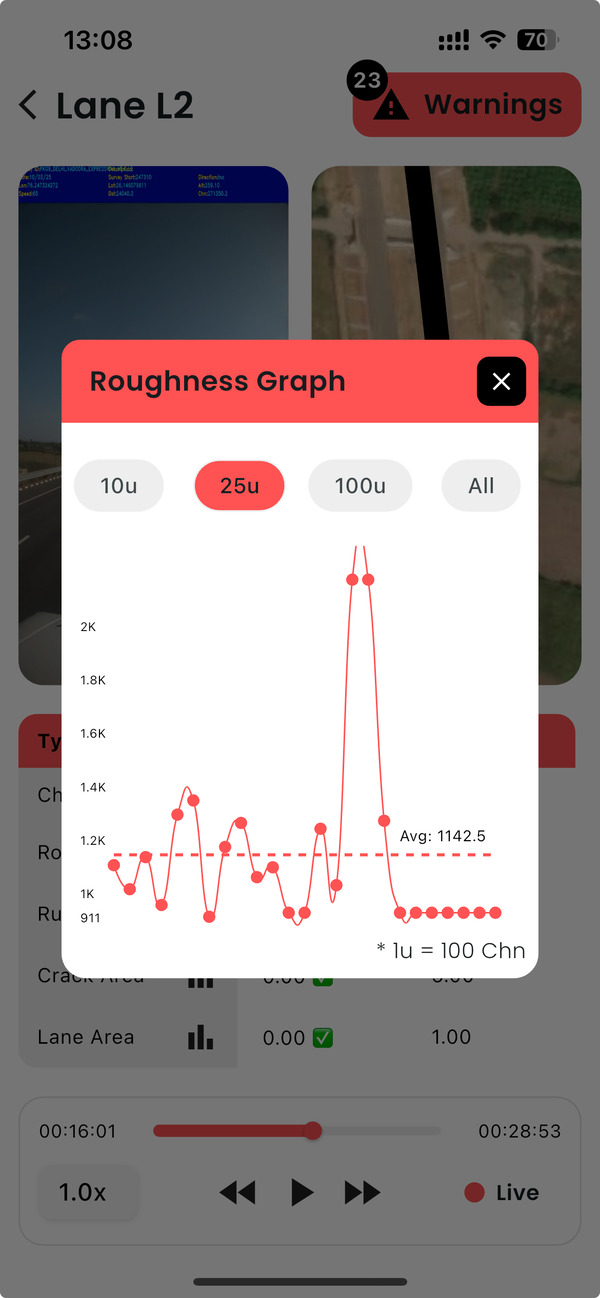 13:08
70
Lane L2
23
Warnings
Roughness Graph
10u
25u
100u
All
2K
1.8K
1.6K
1.4K
1.2K
Avg: 1142.5
1K
911
* 1u = 100 Chn
Ty
Ch
Ro
Ru
Crack Area
0.00
Lane Area
0.00
1.00
00:16:01
00:28:53
1.0x
Live